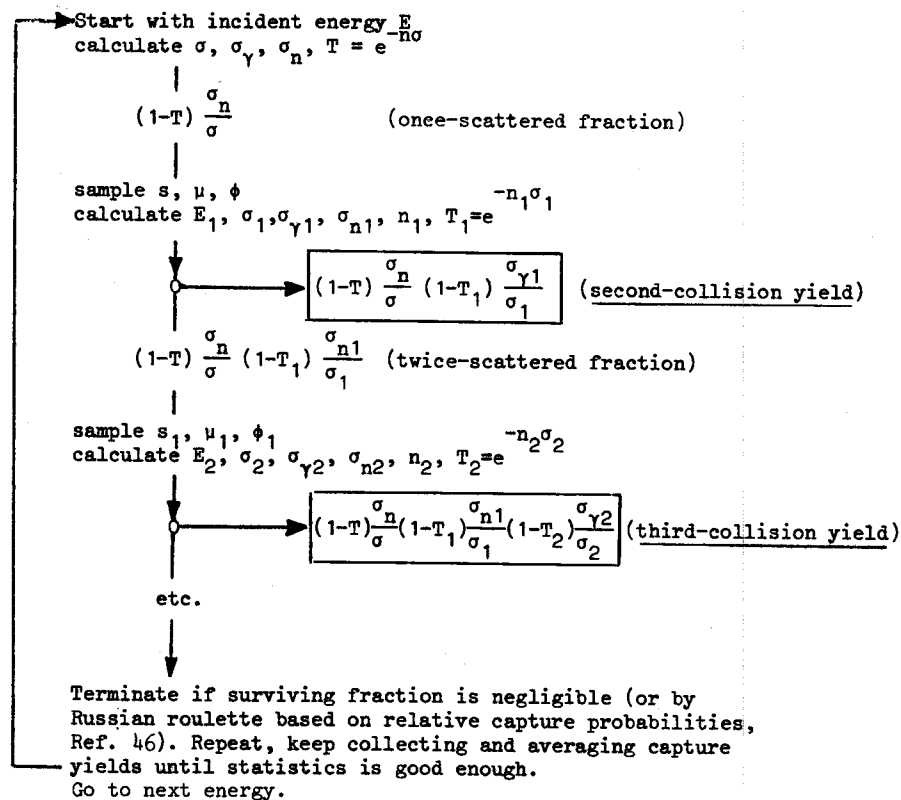 Start with incident energy E
calculate σ, σ_γ, σ_n, T = e^{-nσ}
(1-T) σ_n/σ (onee-scattered fraction)
sample s, μ, φ
calculate E_1, σ_1,σ_γ1, σ_n1, n_1, T_1=e^{-n_1σ_1}
(1-T) σ_n/σ (1-T_1) σ_γ1/σ_1 (second-collision yield)
(1-T) σ_n/σ (1-T_1) σ_n1/σ_1 (twice-scattered fraction)
sample s_1, μ_1, φ_1
calculate E_2, σ_2, σ_γ2, σ_n2, n_2, T_2=e^{-n_2σ_2}
(1-T)σ_n/σ(1-T_1)σ_n1/σ_1(1-T_2)σ_γ2/σ_2 (third-collision yield)
etc.
Terminate if surviving fraction is negligible (or by
Russian roulette based on relative capture probabilities,
Ref. 46). Repeat, keep collecting and averaging capture
yields until statistics is good enough.
Go to next energy.